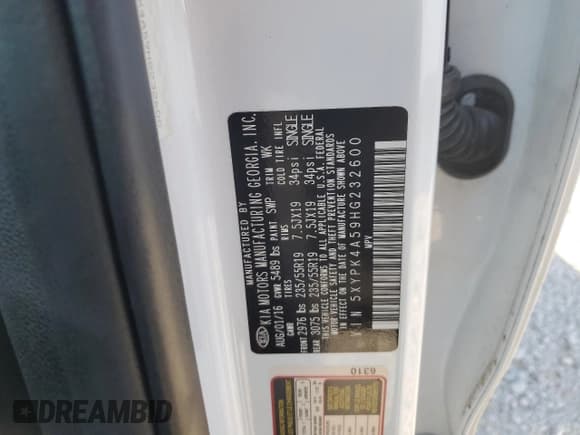 MANUFACTURED BY
KIA MOTORS MANUFACTURING GEORGIA, INC.
AUG/01/16 GVWR 5489 lbs PAINT SWP TRIM WK
GAWR TIRES RIMS COLD TIRE INFL
FRONT 2976 lbs 235/55R19 7.5JX19 34psi SINGLE
REAR 3075 lbs 235/55R19 7.5JX19 34psi SINGLE
THIS VEHICLE CONFORMS TO ALL APPLICABLE U.S.A. FEDERAL
MOTOR VEHICLE SAFETY AND THEFT PREVENTION STANDARDS
IN EFFECT ON THE DATE OF MANUFACTURE SHOWN ABOVE
V.I.N 5XYPK4A59HG232600
MPV
KIA
6310
DREAMBID